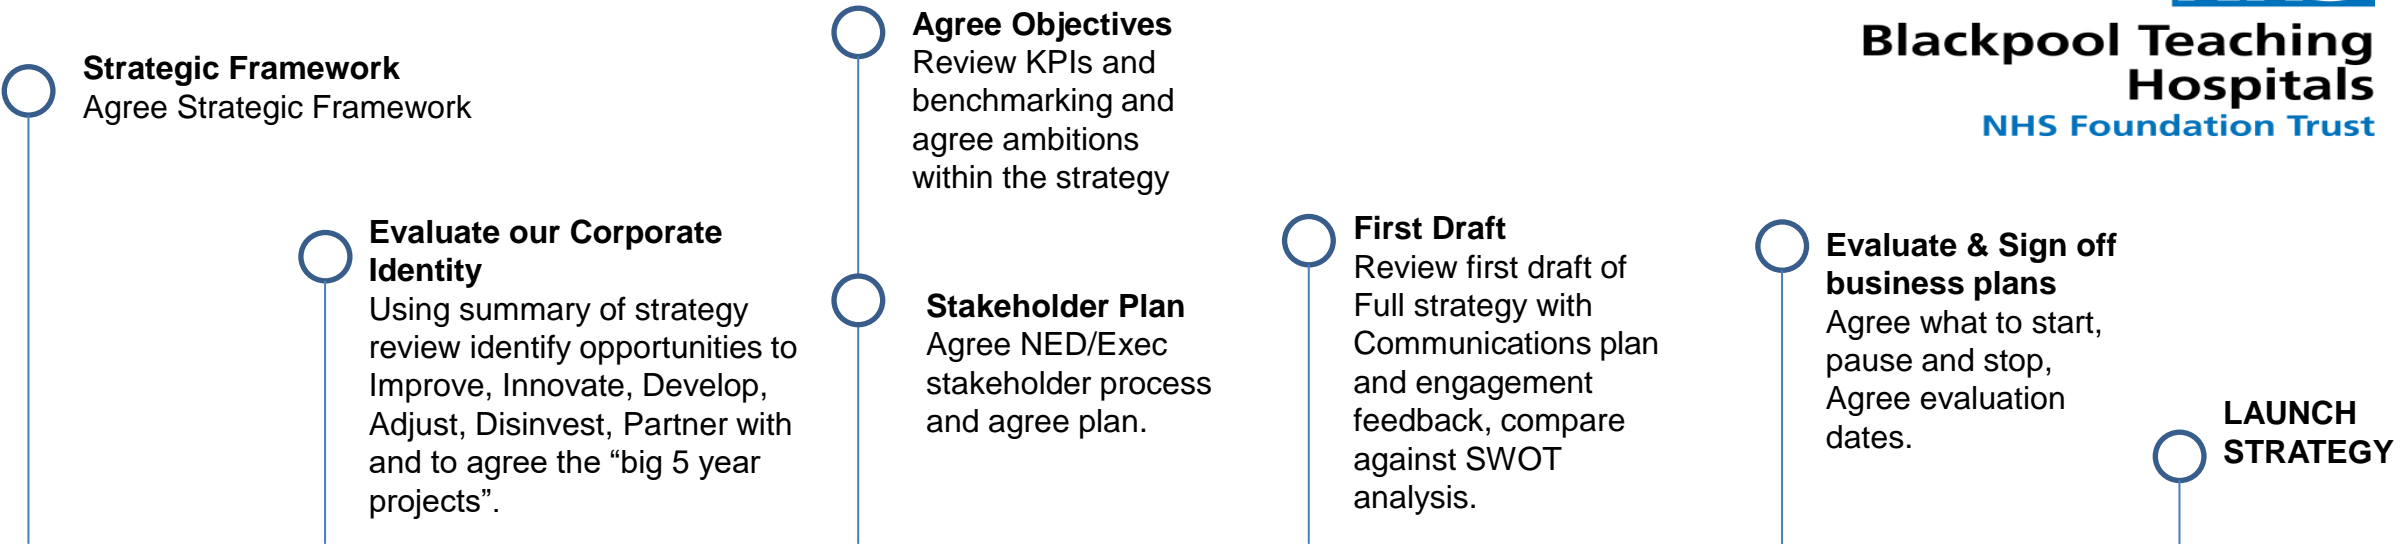 Blackpool Teaching
Hospitals
NHS Foundation Trust
Strategic Framework
Agree Strategic Framework
Evaluate our Corporate
Identity
Using summary of strategy
review identify opportunities to
Improve, Innovate, Develop,
Adjust, Disinvest, Partner with
and to agree the “big 5 year
projects”.
Agree Objectives
Review KPIs and
benchmarking and
agree ambitions
within the strategy
Stakeholder Plan
Agree NED/Exec
stakeholder process
and agree plan.
First Draft
Review first draft of
Full strategy with
Communications plan
and engagement
feedback, compare
against SWOT
analysis.
Evaluate & Sign off
business plans
Agree what to start,
pause and stop,
Agree evaluation
dates.
LAUNCH
STRATEGY